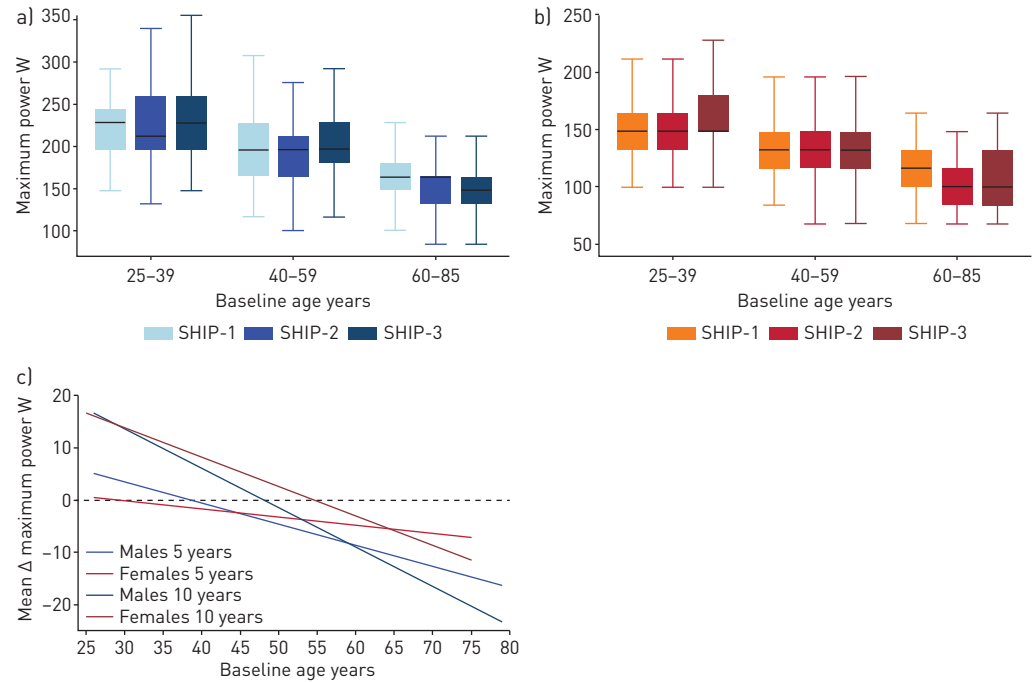 a)
Maximum power W
350
300
250
200
150
100
25–39
40–59
60–85
Baseline age years
SHIP-1 SHIP-2 SHIP-3
b)
Maximum power W
250
200
150
100
50
25–39
40–59
60–85
Baseline age years
SHIP-1 SHIP-2 SHIP-3
c)
Mean Δ maximum power W
20
10
0
–10
–20
Males 5 years
Females 5 years
Males 10 years
Females 10 years
25 30 35 40 45 50 55 60 65 70 75 80
Baseline age years